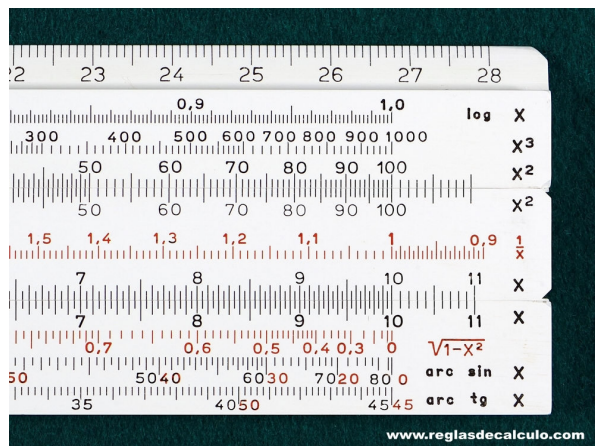 22 23 24 25 26 27 28
0,9 1,0 log X
300 400 500 600 700 800 900 1000 X³
50 60 70 80 90 100 X²
50 60 70 80 90 100 X²
1,5 1,4 1,3 1,2 1,1 1 0,9 1/X
7 8 9 10 11 X
7 8 9 10 11 X
0,7 0,6 0,5 0,4 0,3 0 √1-X²
50 50 40 60 30 70 20 80 0 arc sin X
35 40 50 45 45 arc tg X
www.reglasdecalculo.com